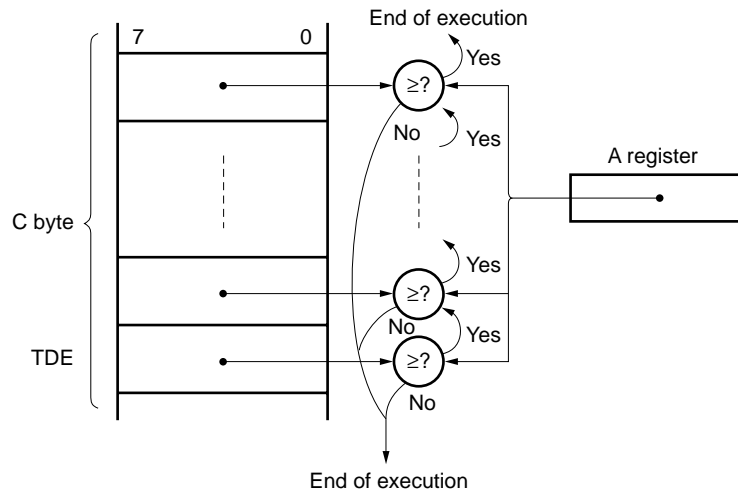 End of execution
7 0
Yes
≥?
No
Yes
A register
C byte
Yes
≥?
No
Yes
TDE
≥?
No
End of execution